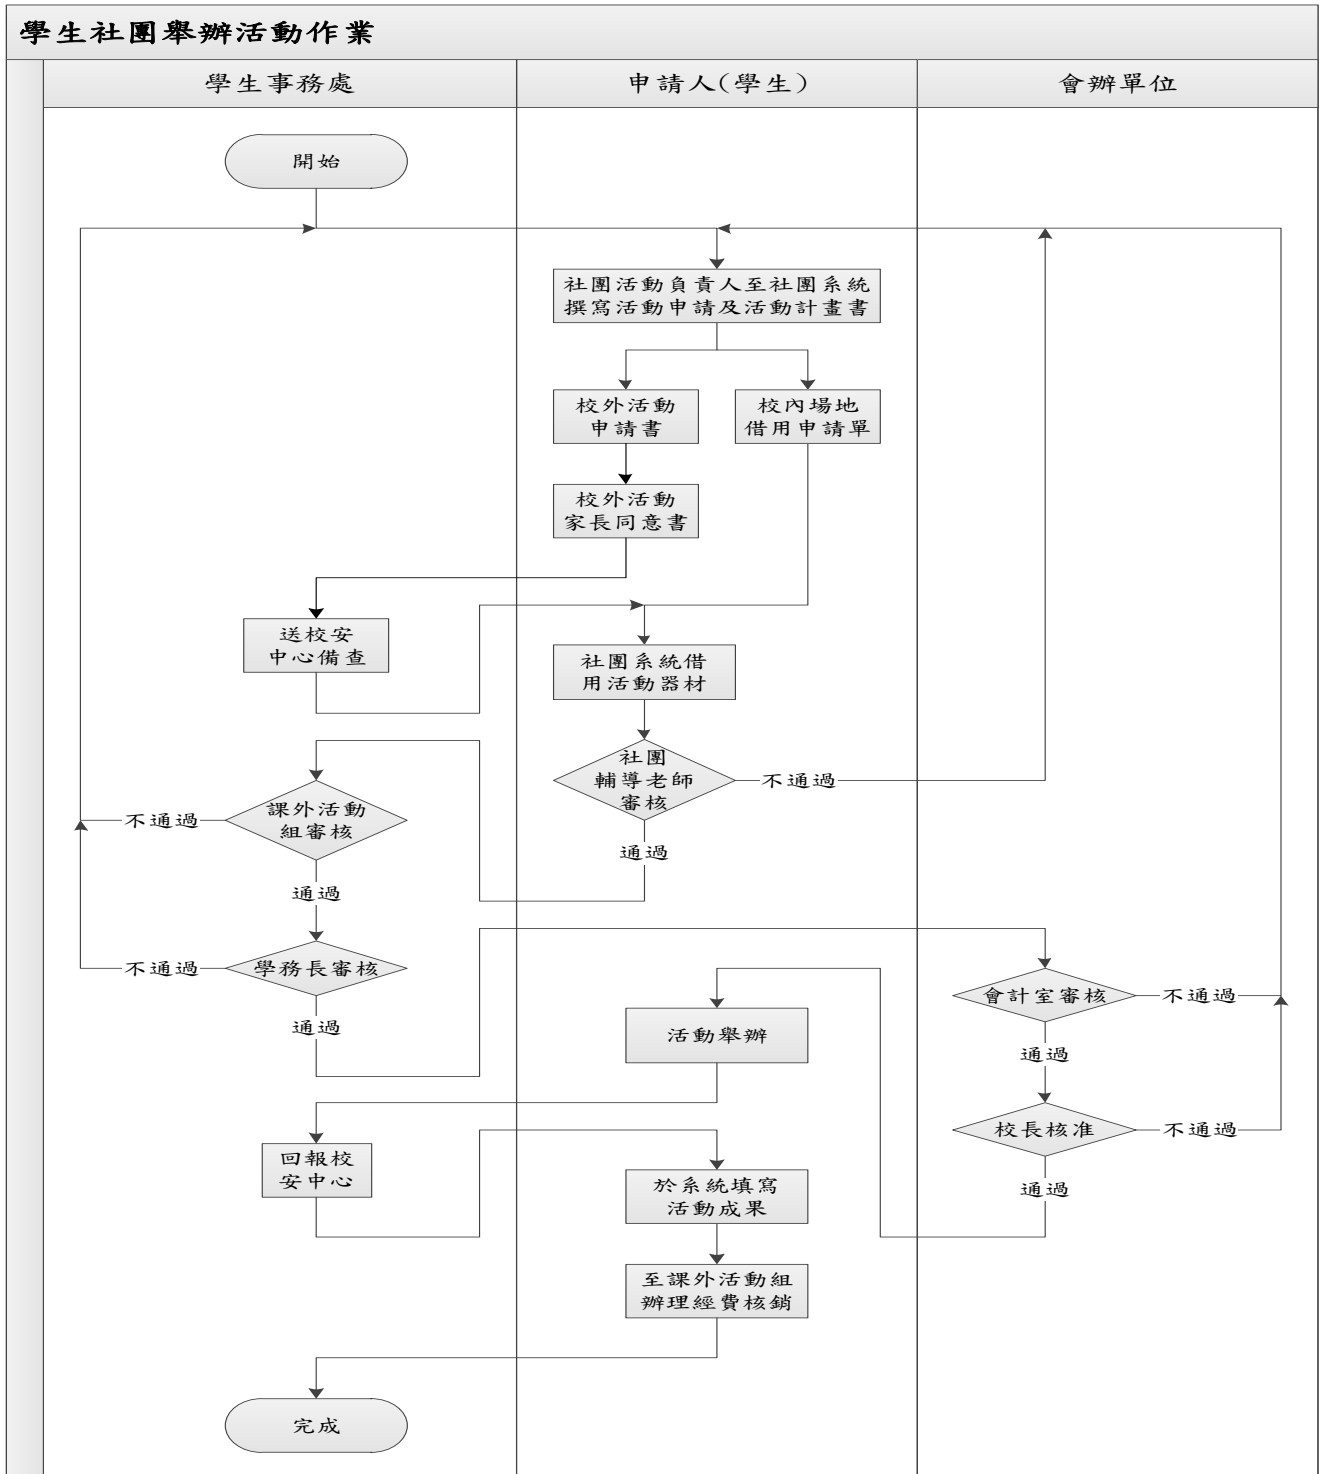 學生社團舉辦活動作業
學生事務處
申請人(學生)
會辦單位
開始
社團活動負責人至社團系統
撰寫活動申請及活動計畫書
校外活動
申請書
校內場地
借用申請單
校外活動
家長同意書
送校安
中心備查
社團系統借
用活動器材
社團
輔導老師
審核
不通過
通過
課外活動
組審核
不通過
通過
學務長審核
不通過
通過
會計室審核
不通過
通過
校長核准
不通過
通過
活動舉辦
回報校
安中心
於系統填寫
活動成果
至課外活動組
辦理經費核銷
完成